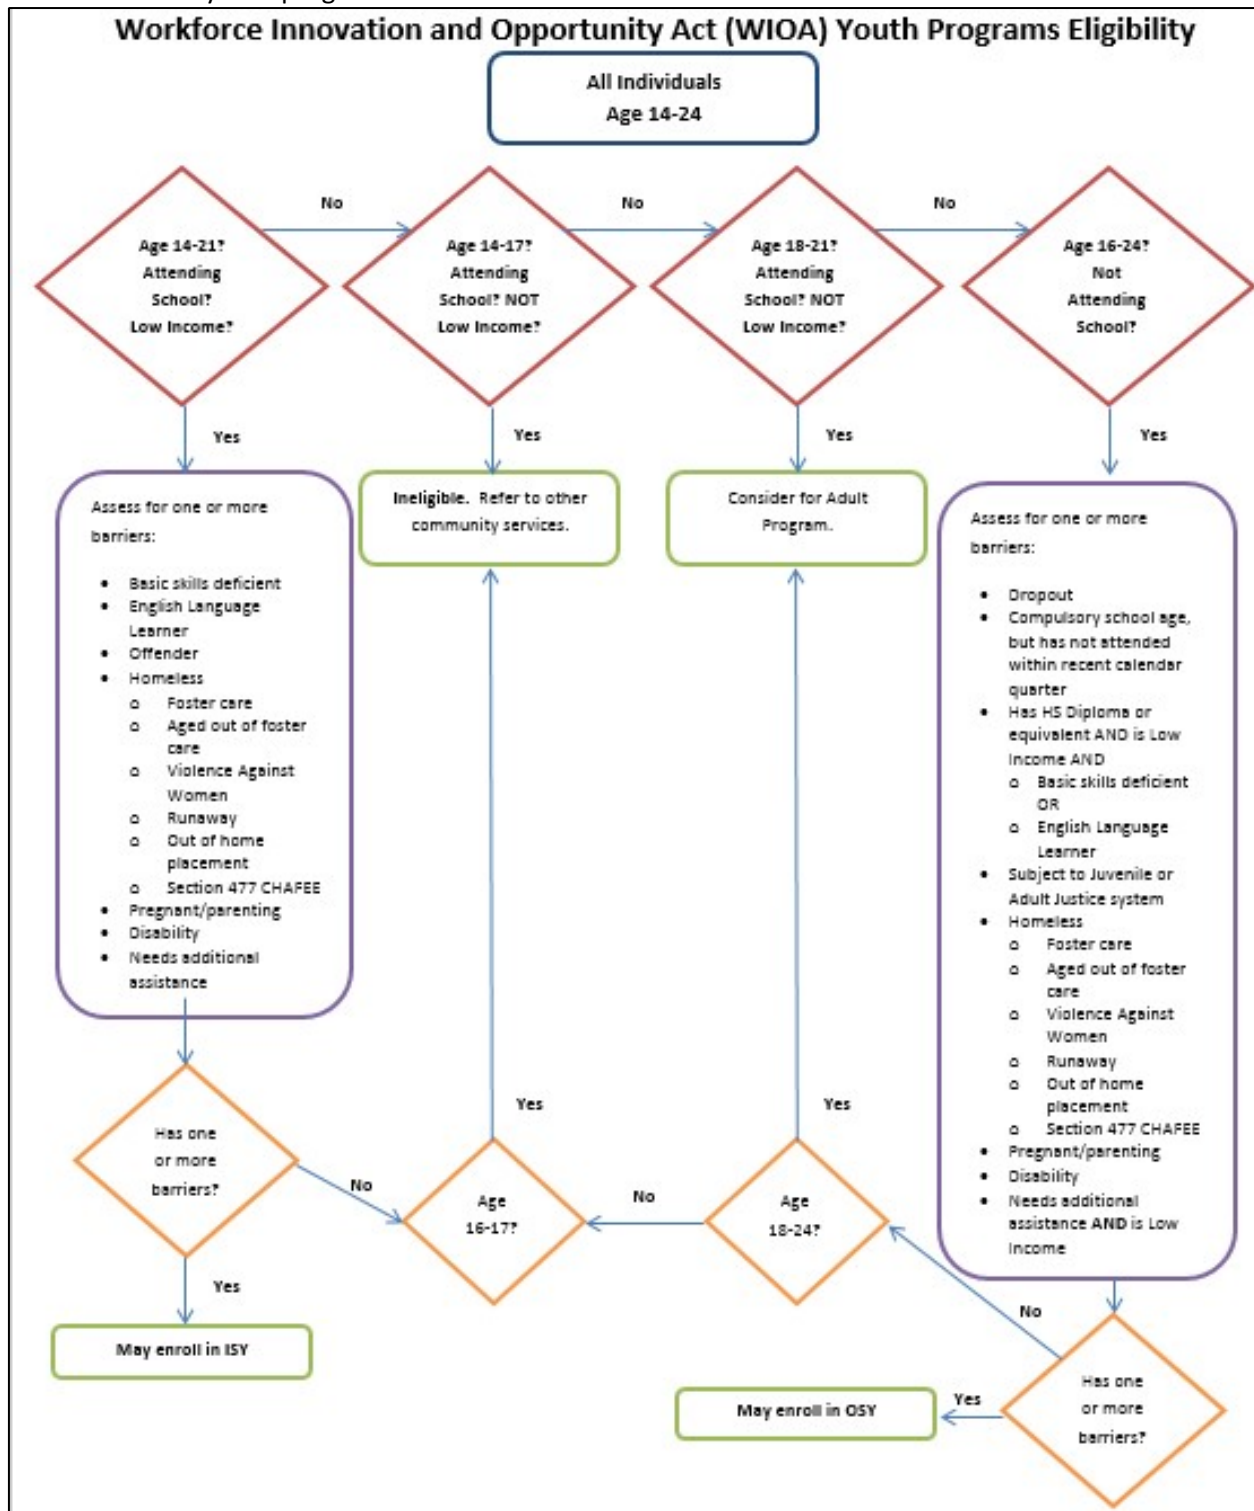 Workforce Innovation and Opportunity Act (WIOA) Youth Programs Eligibility
All Individuals
Age 14-24
No
No
No
Age 14-21?
Attending
School?
Low Income?
Age 14-17?
Attending
School? NOT
Low Income?
Age 18-21?
Attending
School? NOT
Low Income?
Age 16-24?
Not
Attending
School?
Yes
Yes
Yes
Yes
Assess for one or more
barriers:
• Basic skills deficient
• English Language
Learner
• Offender
• Homeless
o Foster care
o Aged out of foster
care
o Violence Against
Women
o Runaway
o Out of home
placement
o Section 477 CHAFEE
• Pregnant/parenting
• Disability
• Needs additional
assistance
Ineligible. Refer to other
community services.
Consider for Adult
Program.
Assess for one or more
barriers:
• Dropout
• Compulsory school age,
but has not attended
within recent calendar
quarter
• Has HS Diploma or
equivalent AND is Low
Income AND
o Basic skills deficient
OR
o English Language
Learner
• Subject to Juvenile or
Adult Justice system
• Homeless
o Foster care
o Aged out of foster
care
o Violence Against
Women
o Runaway
o Out of home
placement
o Section 477 CHAFEE
• Pregnant/parenting
• Disability
• Needs additional
assistance AND is Low
Income
Has one
or more
barriers?
No
Yes
Age
16-17?
No
Yes
Age
18-24?
No
Yes
May enroll in ISY
May enroll in OSY
Yes
Has one
or more
barriers?